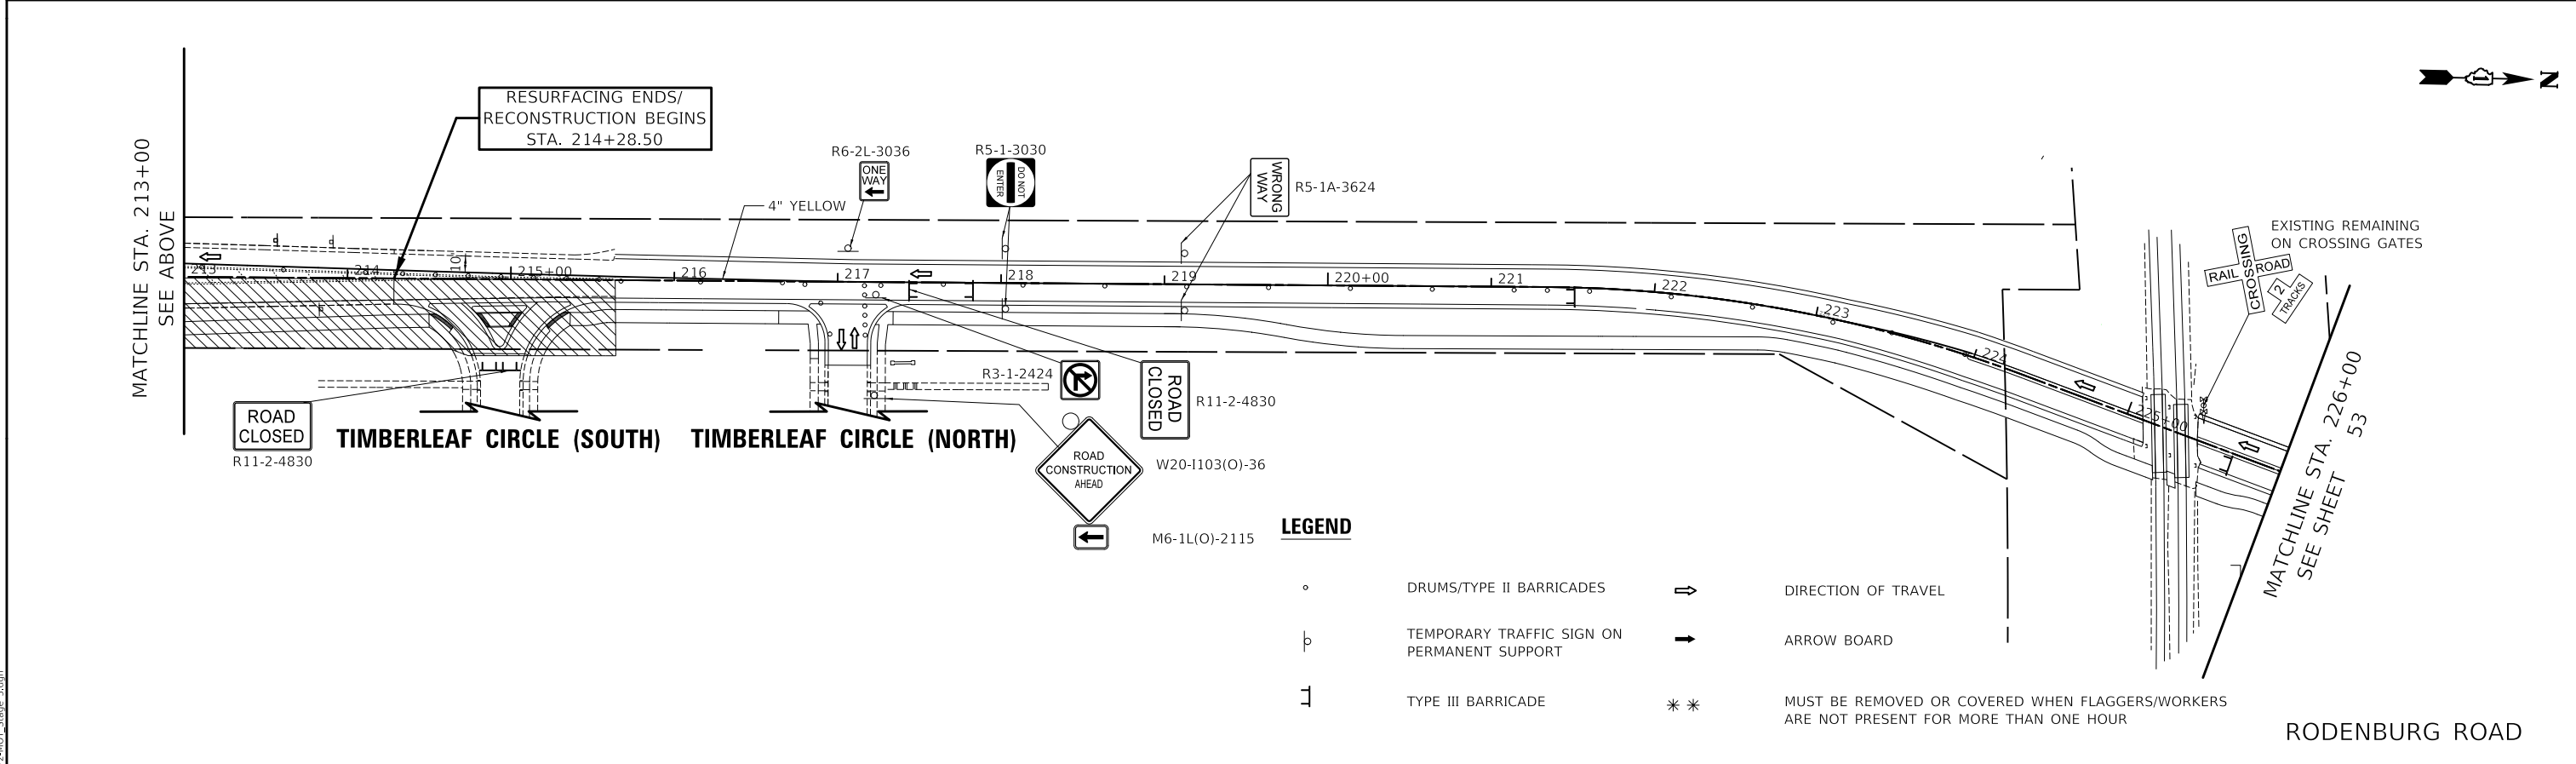 N
RESURFACING ENDS/
RECONSTRUCTION BEGINS
STA. 214+28.50
MATCHLINE STA. 213+00
SEE ABOVE
R6-2L-3036
ONE
WAY
R5-1-3030
DO NOT
ENTER
WRONG
WAY
R5-1A-3624
4" YELLOW
EXISTING REMAINING
ON CROSSING GATES
RAIL ROAD
CROSSING
2
TRACKS
213
214
10
215+00
216
217
218
219
220+00
221
222
223
224
225+00
MATCHLINE STA. 226+00
SEE SHEET 53
R3-1-2424
ROAD
CLOSED
R11-2-4830
ROAD
CLOSED
R11-2-4830
TIMBERLEAF CIRCLE (SOUTH)
TIMBERLEAF CIRCLE (NORTH)
ROAD
CONSTRUCTION
AHEAD
W20-I103(O)-36
M6-1L(O)-2115
LEGEND
DRUMS/TYPE II BARRICADES
DIRECTION OF TRAVEL
TEMPORARY TRAFFIC SIGN ON
PERMANENT SUPPORT
ARROW BOARD
TYPE III BARRICADE
** MUST BE REMOVED OR COVERED WHEN FLAGGERS/WORKERS
ARE NOT PRESENT FOR MORE THAN ONE HOUR
RODENBURG ROAD